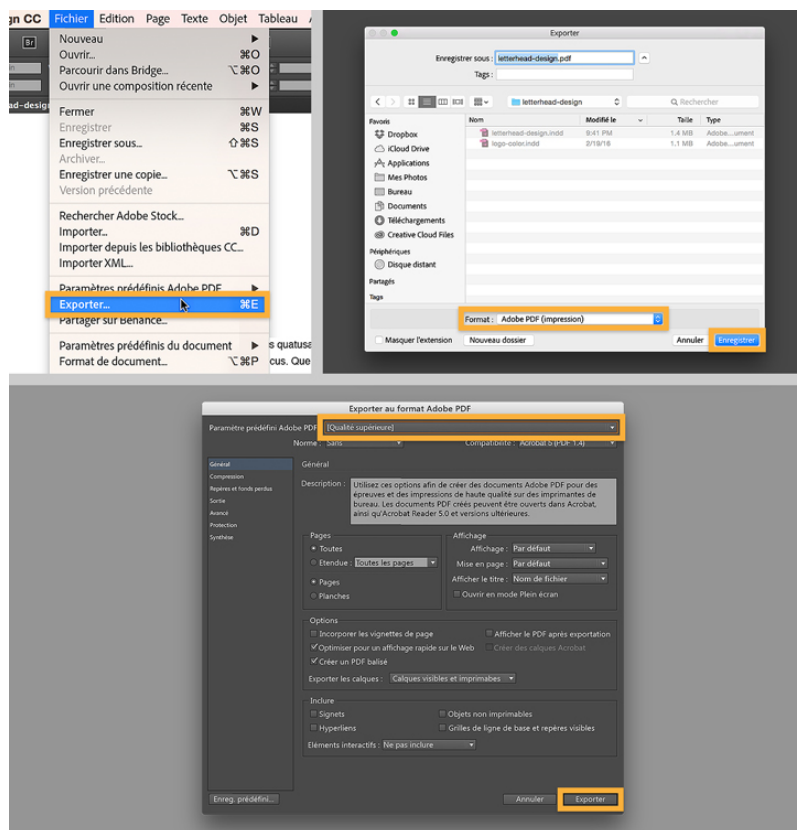 gn CC Fichier Edition Page Texte Objet Tableau
Br
Nouveau
Ouvrir... ⌘O
Parcourir dans Bridge... ⌥⌘O
Ouvrir une composition récente
ad-desig
Fermer ⌘W
Enregistrer ⌘S
Enregistrer sous... ⇧⌘S
Archiver...
Enregistrer une copie... ⌥⌘S
Version précédente
Rechercher Adobe Stock...
Importer... ⌘D
Importer depuis les bibliothèques CC...
Importer XML...
Paramètres prédéfinis Adobe PDF
Exporter... ⌘E
Partager sur Behance...
Paramètres prédéfinis du document
s quatusa
Format de document... ⌥⌘P
cus. Que
Exporter
Enregistrer sous : letterhead-design.pdf
Tags :
letterhead-design
Rechercher
Favoris
Dropbox
iCloud Drive
Applications
Mes Photos
Bureau
Documents
Téléchargements
Creative Cloud Files
Périphériques
Disque distant
Partagés
Tags
Nom Modifié le Taille Type
letterhead-design.indd 9:41 PM 1.4 MB Adobe...ument
logo-color.indd 2/19/16 1.1 MB Adobe...ument
Format : Adobe PDF (impression)
Masquer l'extension Nouveau dossier Annuler Enregistrer
Exporter au format Adobe PDF
Paramètre prédéfini Adobe PDF [Qualité supérieure]
Norme : Sans Compatibilité : Acrobat 5 (PDF 1.4)
Général
Compression
Repères et fonds perdus
Sortie
Avancé
Protection
Synthèse
Général
Description : Utilisez ces options afin de créer des documents Adobe PDF pour des
épreuves et des impressions de haute qualité sur des imprimantes de
bureau. Les documents PDF créés peuvent être ouverts dans Acrobat,
ainsi qu'Acrobat Reader 5.0 et versions ultérieures.
Pages
Toutes
Etendue : Toutes les pages
Pages
Planches
Affichage
Affichage : Par défaut
Mise en page : Par défaut
Afficher le titre : Nom de fichier
Ouvrir en mode Plein écran
Options
Incorporer les vignettes de page Afficher le PDF après exportation
Optimiser pour un affichage rapide sur le Web Créer des calques Acrobat
Créer un PDF balisé
Exporter les calques : Calques visibles et imprimabes
Inclure
Signets Objets non imprimables
Hyperliens Grilles de ligne de base et repères visibles
Eléments interactifs : Ne pas inclure
Enreg. prédéfini... Annuler Exporter